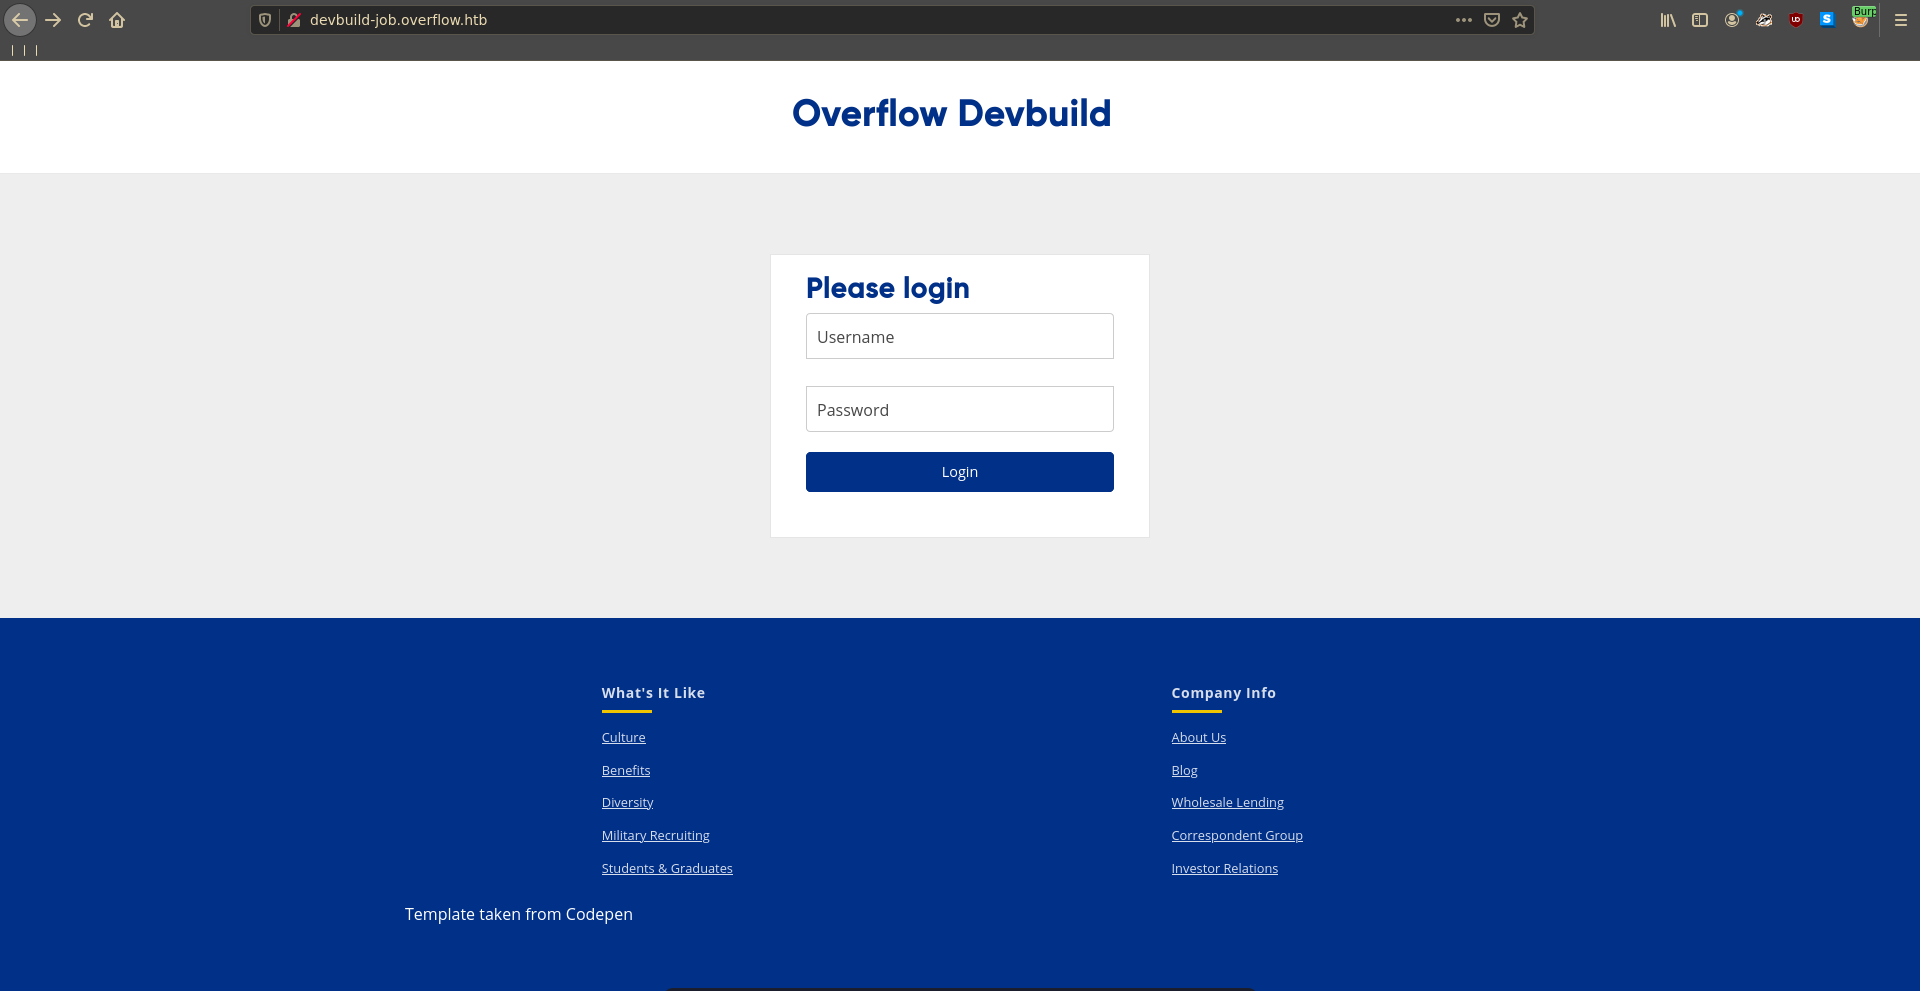 devbuild-job.overflow.htb
Burp
Overflow Devbuild
Please login
Username
Password
Login
What's It Like
Culture
Benefits
Diversity
Military Recruiting
Students & Graduates
Company Info
About Us
Blog
Wholesale Lending
Correspondent Group
Investor Relations
Template taken from Codepen